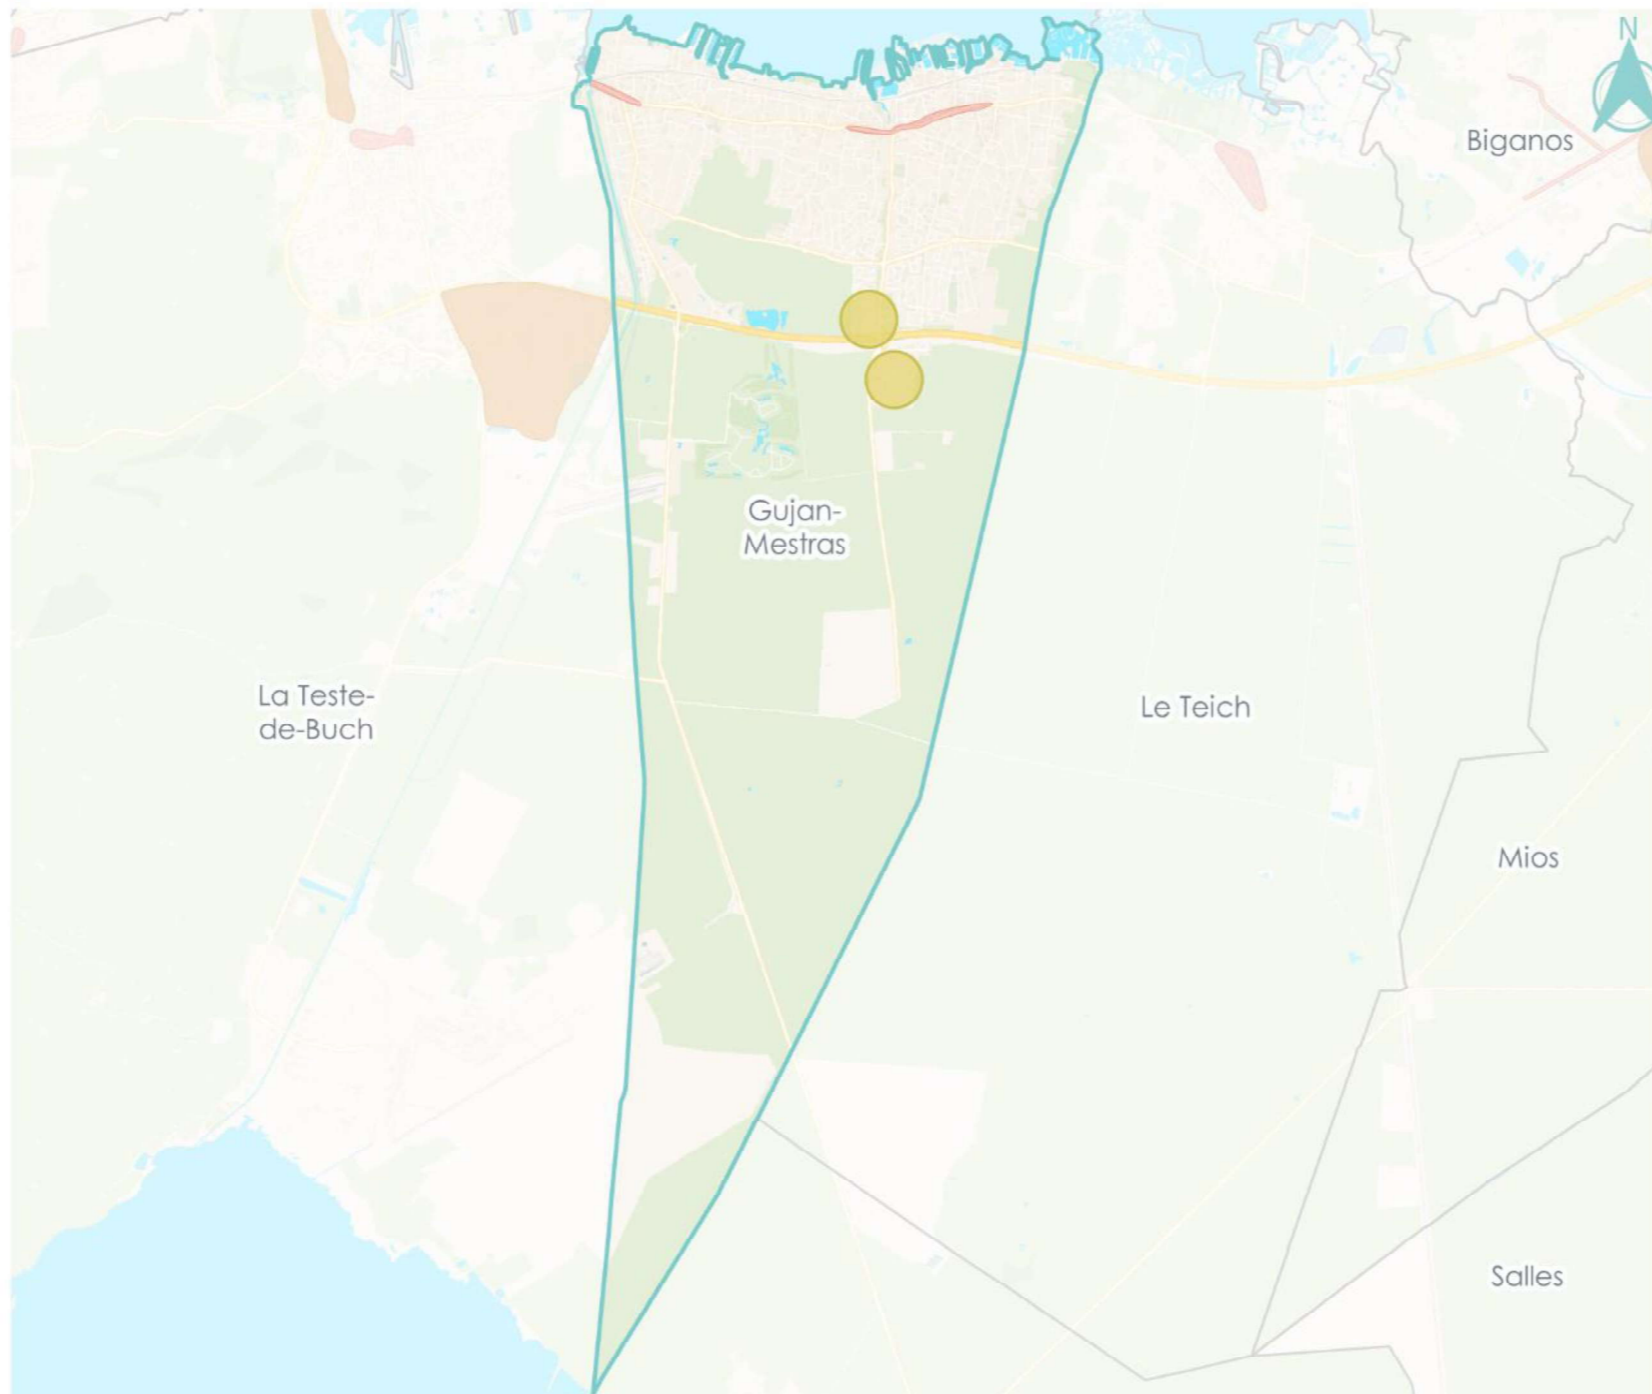 N
Biganos
Gujan-
Mestras
La Teste-
de-Buch
Le Teich
Mios
Salles